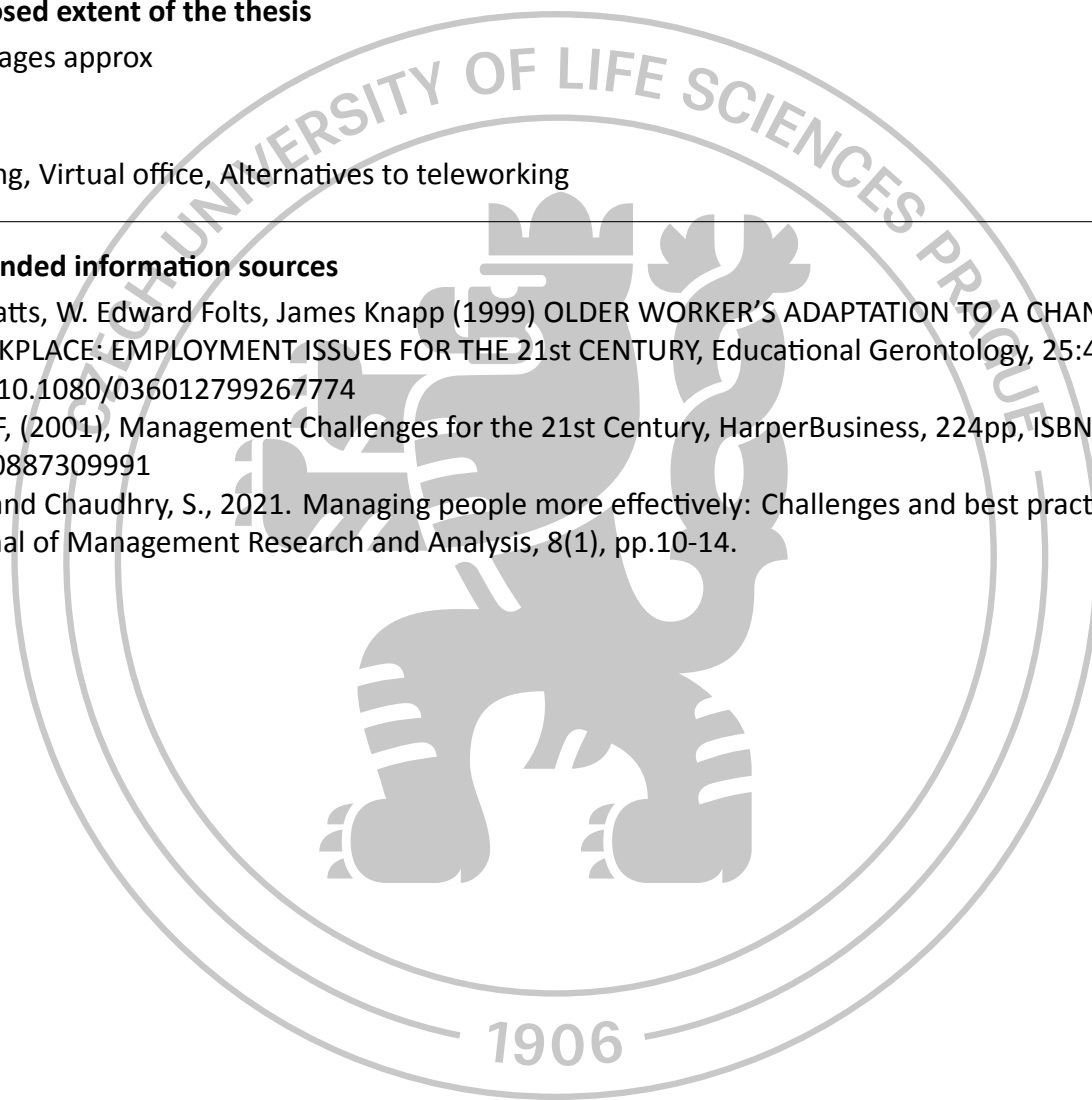 osed extent of the thesis
ages approx
ng, Virtual office, Alternatives to teleworking
nded information sources
atts, W. Edward Folts, James Knapp (1999) OLDER WORKER'S ADAPTATION TO A CHAN
KPLACE: EMPLOYMENT ISSUES FOR THE 21st CENTURY, Educational Gerontology, 25:4
10.1080/036012799267774
F, (2001), Management Challenges for the 21st Century, HarperBusiness, 224pp, ISBN
0887309991
and Chaudhry, S., 2021. Managing people more effectively: Challenges and best pract
nal of Management Research and Analysis, 8(1), pp.10-14.
CZECH UNIVERSITY OF LIFE SCIENCES PRAGUE
1906